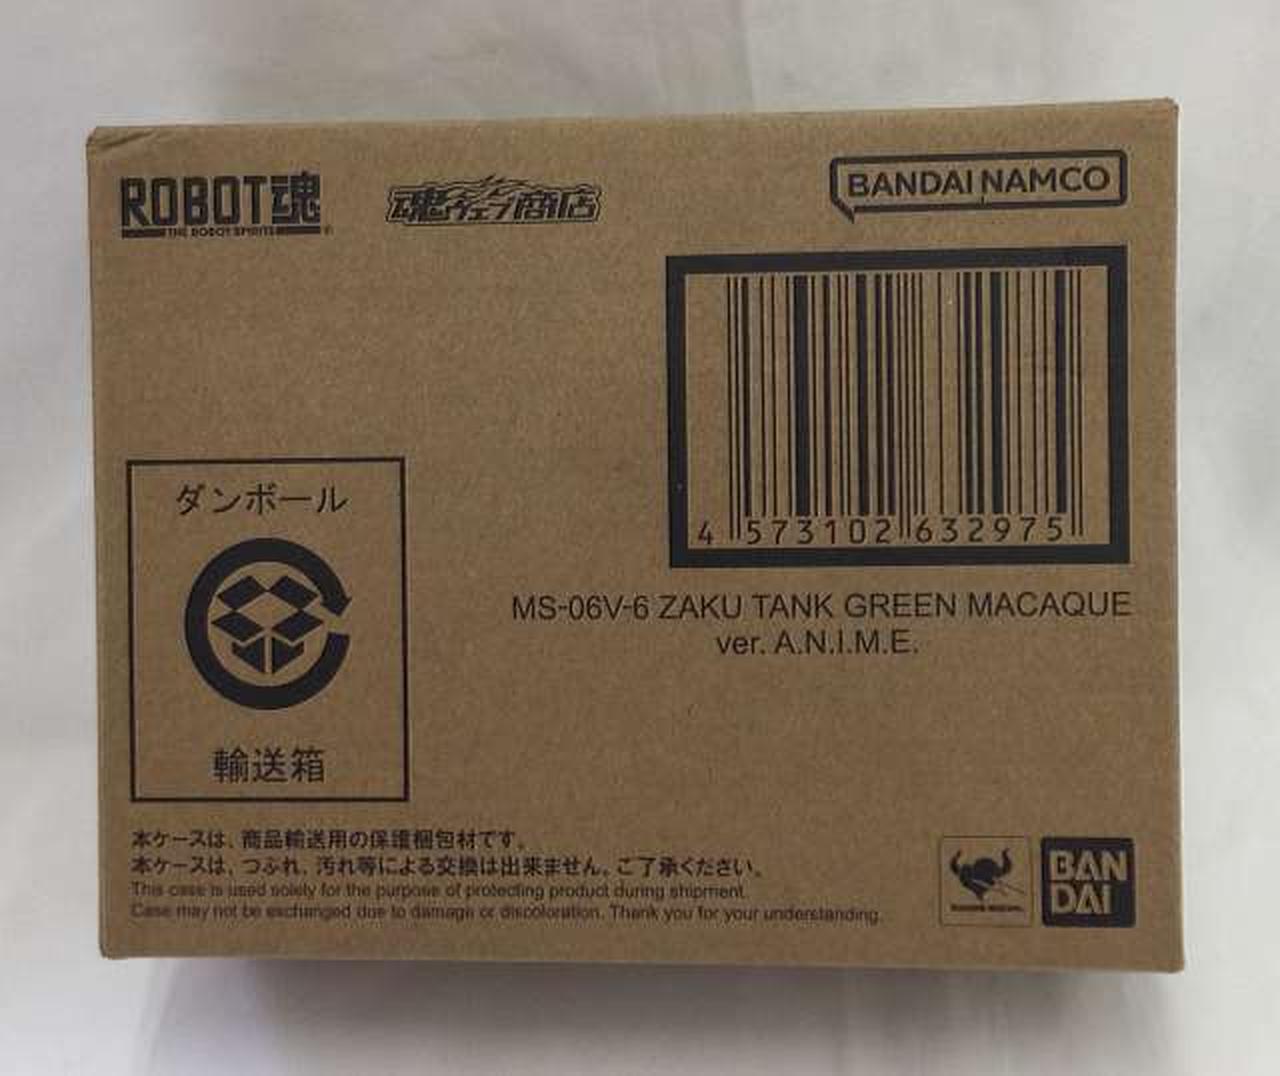 ROBOT魂
THE ROBOT SPIRITS
魂ウェブ商店
BANDAI NAMCO
4 573102 632975
MS-06V-6 ZAKU TANK GREEN MACAQUE
ver. A.N.I.M.E.
ダンボール
輸送箱
本ケースは、商品輸送用の保護梱包材です。
本ケースは、つぶれ、汚れ等による交換は出来ません。ご了承ください。
This case is used solely for the purpose of protecting product during shipment.
Case may not be exchanged due to damage or discoloration. Thank you for your understanding.
BAN
DAI